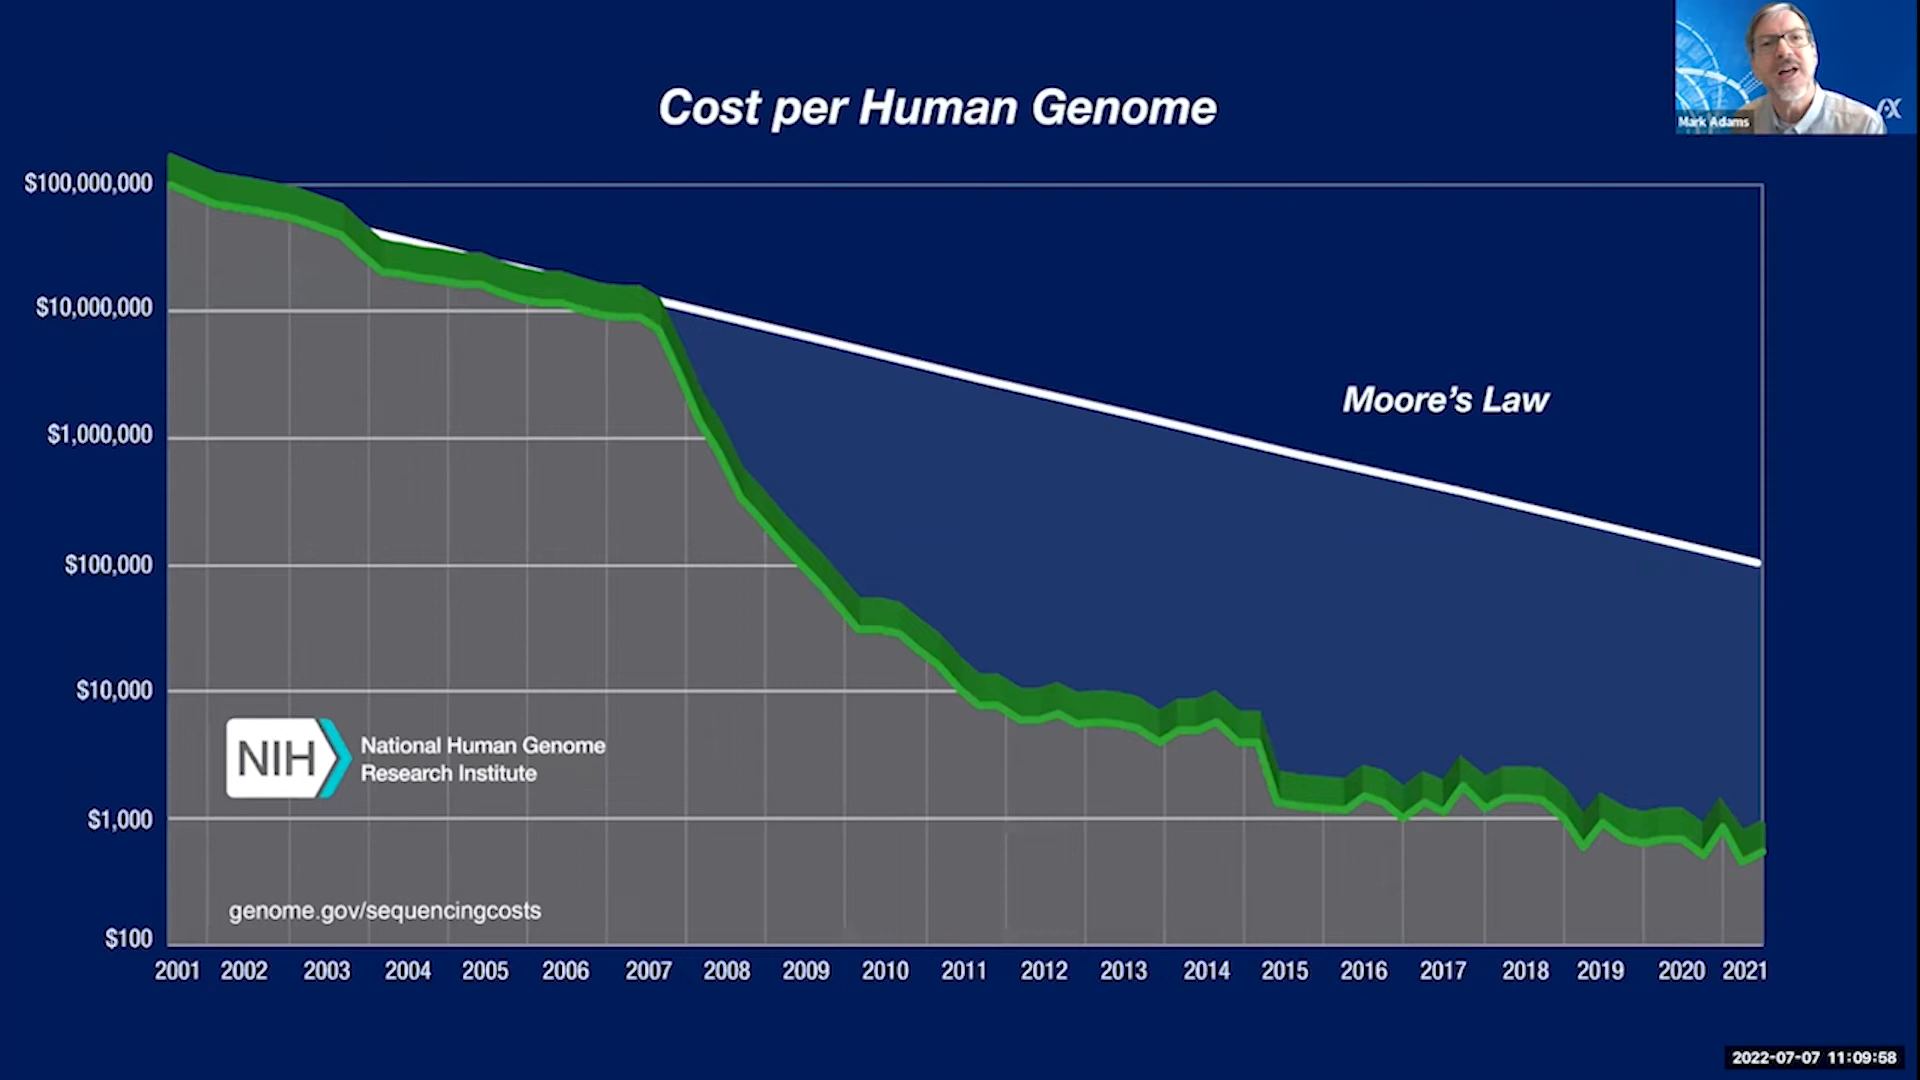 Cost per Human Genome
Mark Adams
$100,000,000
$10,000,000
$1,000,000
$100,000
$10,000
$1,000
$100
Moore's Law
NIH
National Human Genome
Research Institute
genome.gov/sequencingcosts
2001 2002 2003 2004 2005 2006 2007 2008 2009 2010 2011 2012 2013 2014 2015 2016 2017 2018 2019 2020 2021
2022-07-07 11:09:58